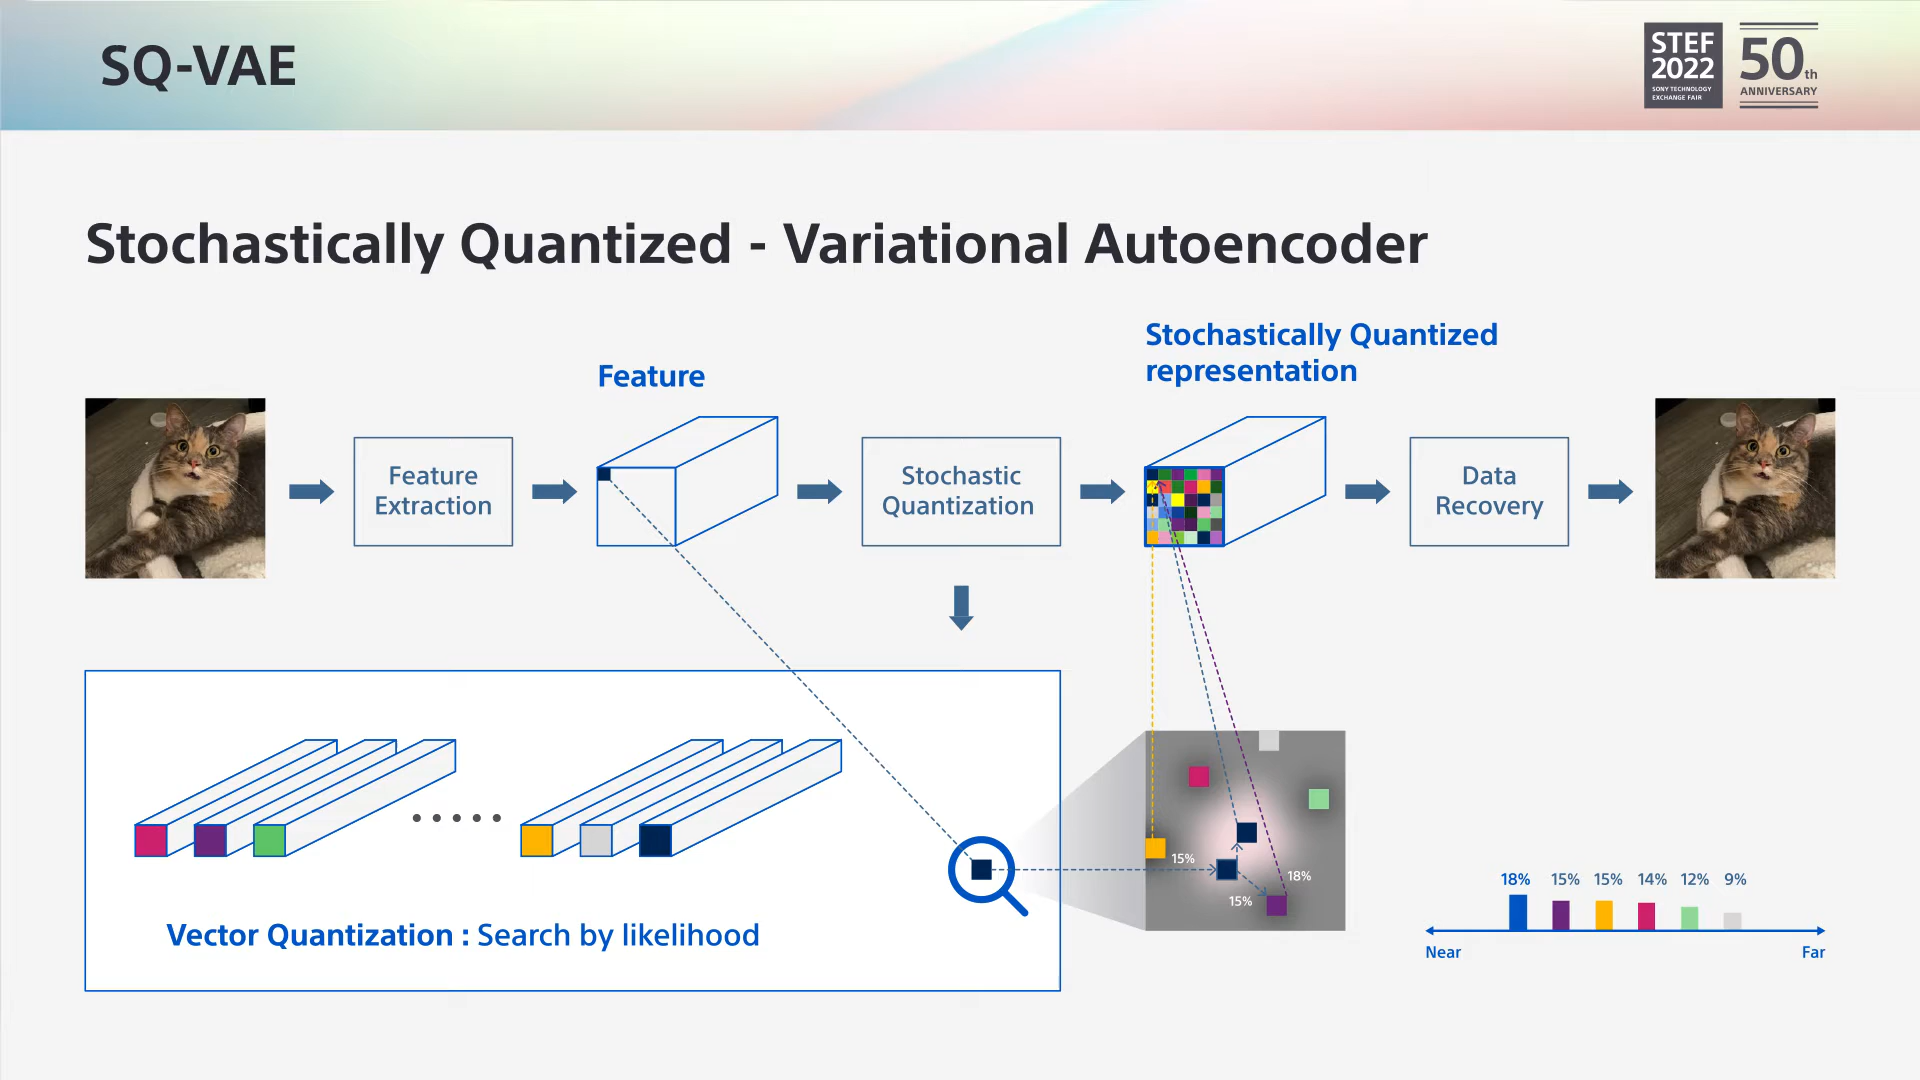 SQ-VAE
STEF
2022
SONY TECHNOLOGY
EXCHANGE FAIR
50th
ANNIVERSARY
Stochastically Quantized - Variational Autoencoder
Feature
Stochastically Quantized
representation
Feature
Extraction
Stochastic
Quantization
Data
Recovery
15%
18%
15%
Vector Quantization : Search by likelihood
18% 15% 15% 14% 12% 9%
Near Far